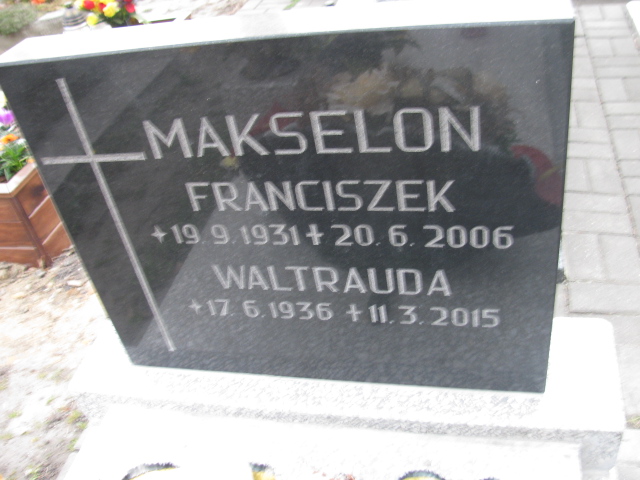 MAKSELON
FRANCISZEK
+ 19. 9. 1931 + 20. 6. 2006
WALTRAUDA
+ 17. 6. 1936 + 11. 3. 2015